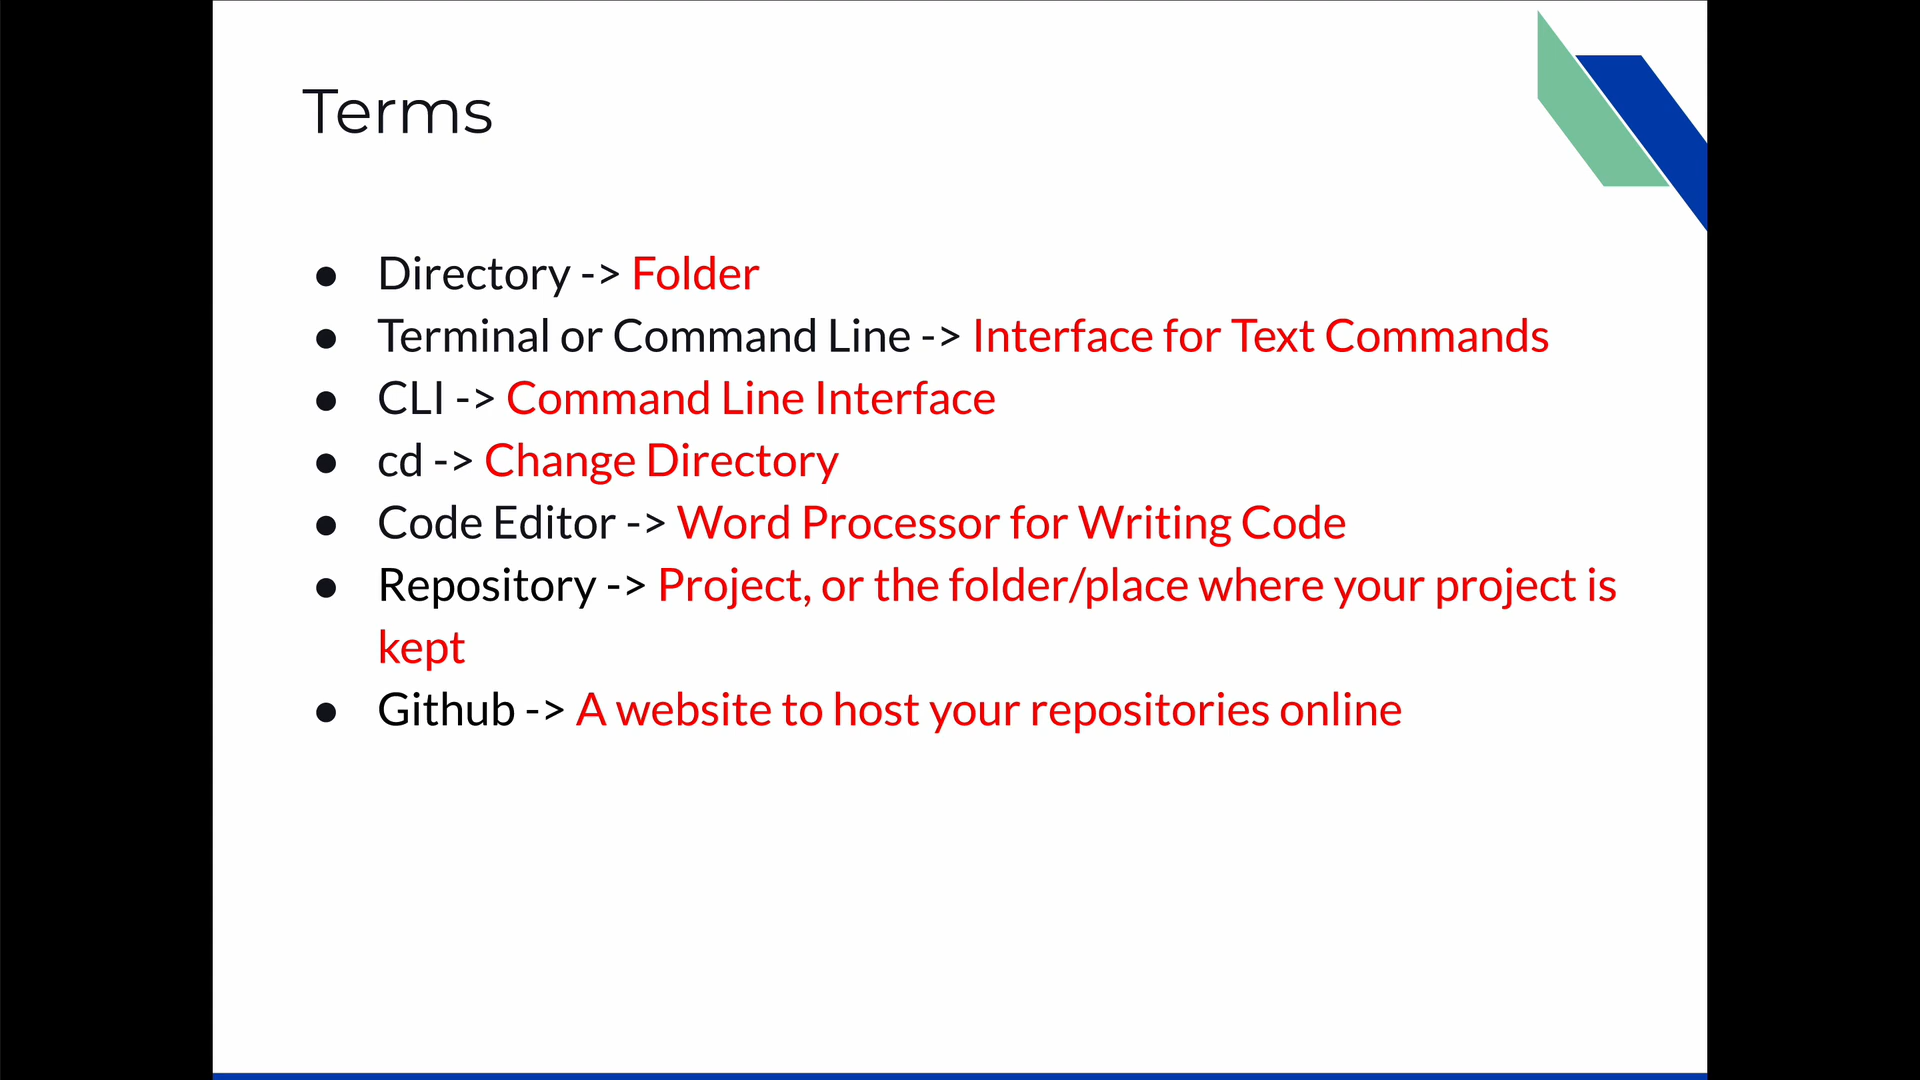 Terms
● Directory -> Folder
● Terminal or Command Line -> Interface for Text Commands
● CLI -> Command Line Interface
● cd -> Change Directory
● Code Editor -> Word Processor for Writing Code
● Repository -> Project, or the folder/place where your project is
kept
● Github -> A website to host your repositories online